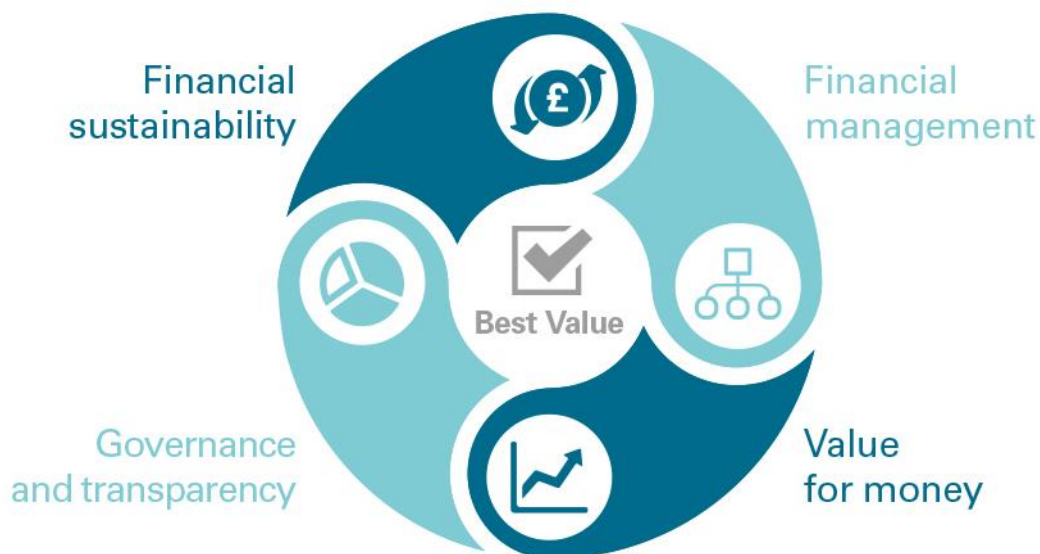 Financial
sustainability
£
Financial
management
Best Value
Governance
and transparency
Value
for money